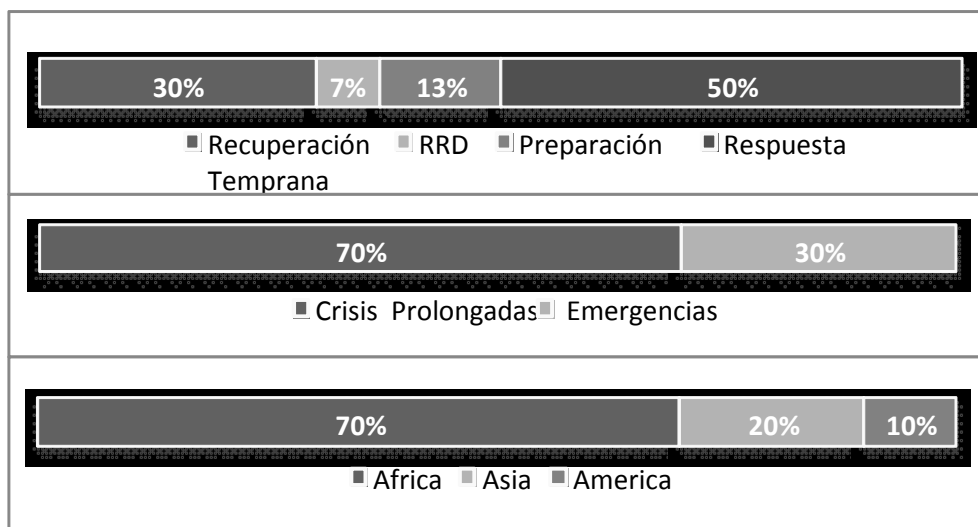 30% 7% 13% 50%
Recuperación RRD Preparación Respuesta
Temprana
70% 30%
Crisis Prolongadas Emergencias
70% 20% 10%
Africa Asia America